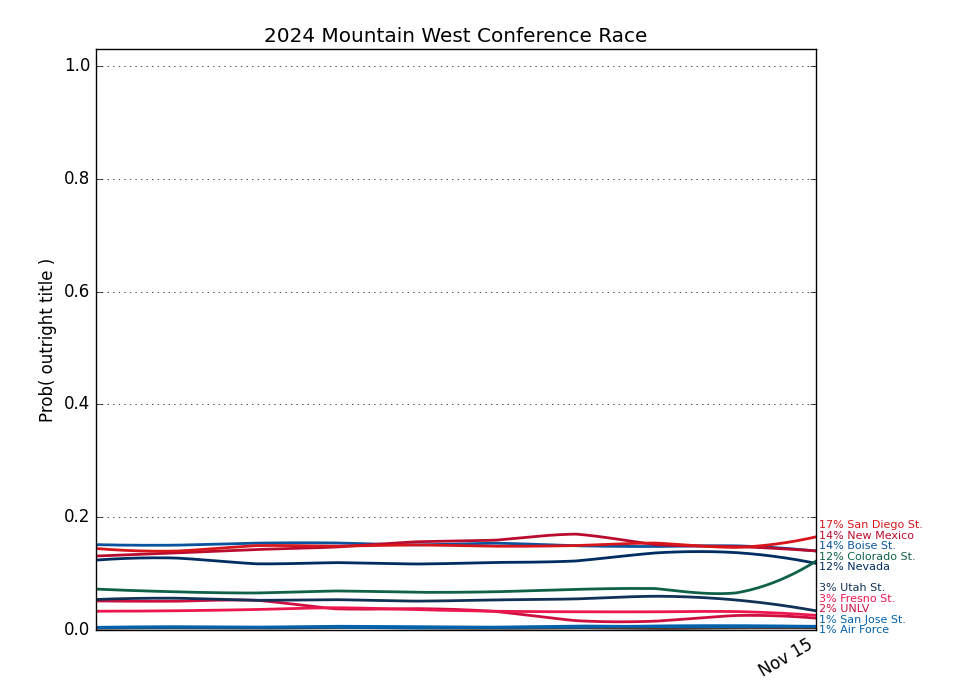 2024 Mountain West Conference Race
Prob( outright title )
1.0
0.8
0.6
0.4
0.2
0.0
17% San Diego St.
14% New Mexico
14% Boise St.
12% Colorado St.
12% Nevada
3% Utah St.
3% Fresno St.
2% UNLV
1% San Jose St.
1% Air Force
Nov 15